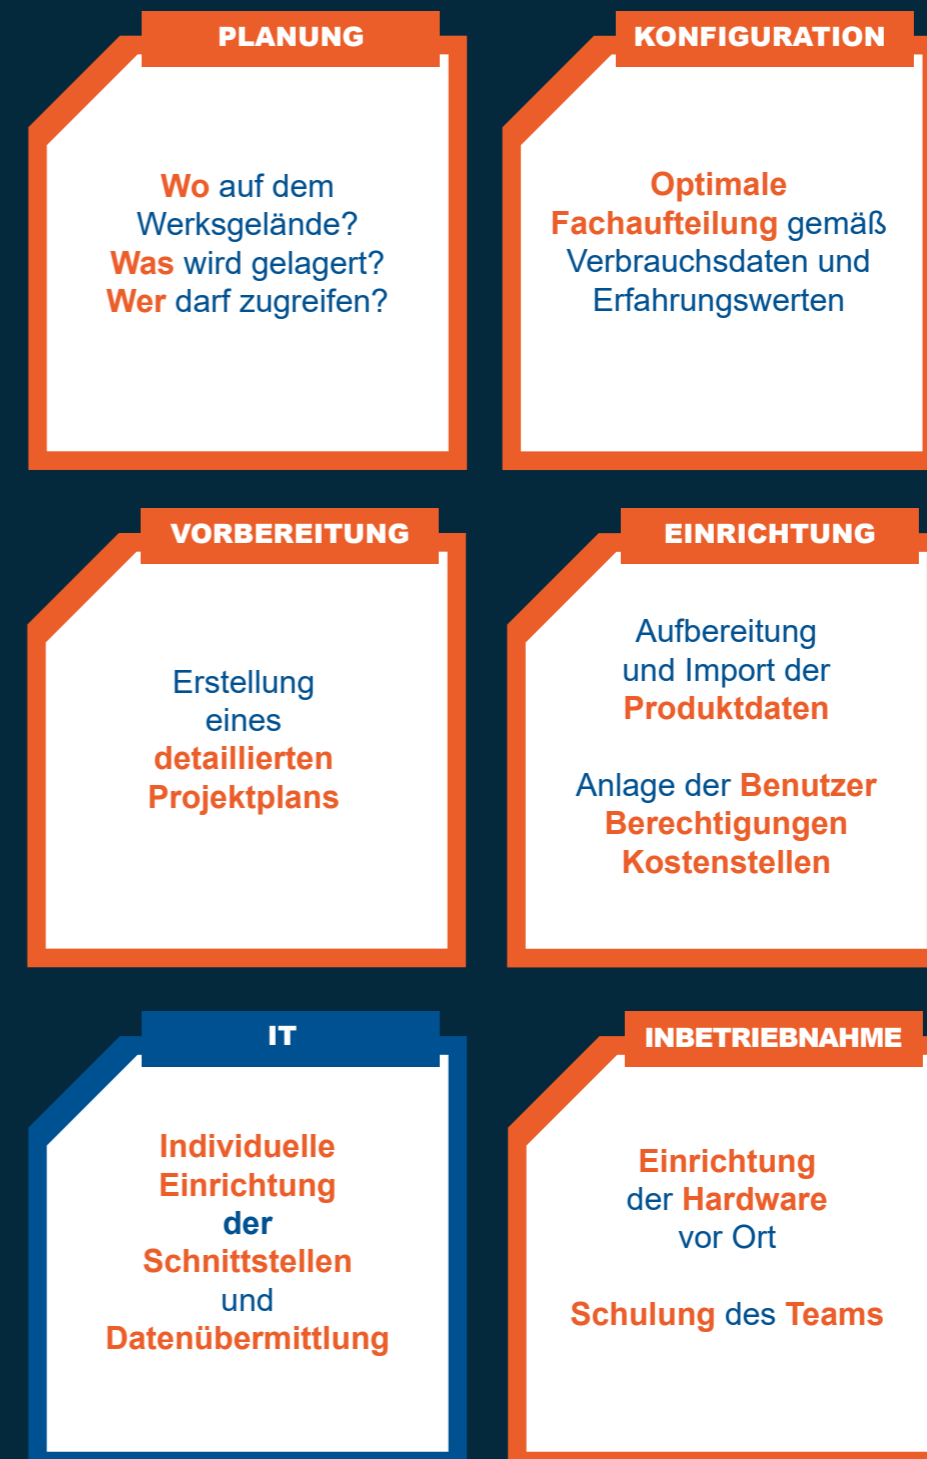 PLANUNG
Wo auf dem
Werksgelände?
Was wird gelagert?
Wer darf zugreifen?
KONFIGURATION
Optimale
Fachaufteilung gemäß
Verbrauchsdaten und
Erfahrungswerten
VORBEREITUNG
Erstellung
eines
detaillierten
Projektplans
EINRICHTUNG
Aufbereitung
und Import der
Produktdaten
Anlage der Benutzer
Berechtigungen
Kostenstellen
IT
Individuelle
Einrichtung
der
Schnittstellen
und
Datenübermittlung
INBETRIEBNAHME
Einrichtung
der Hardware
vor Ort
Schulung des Teams